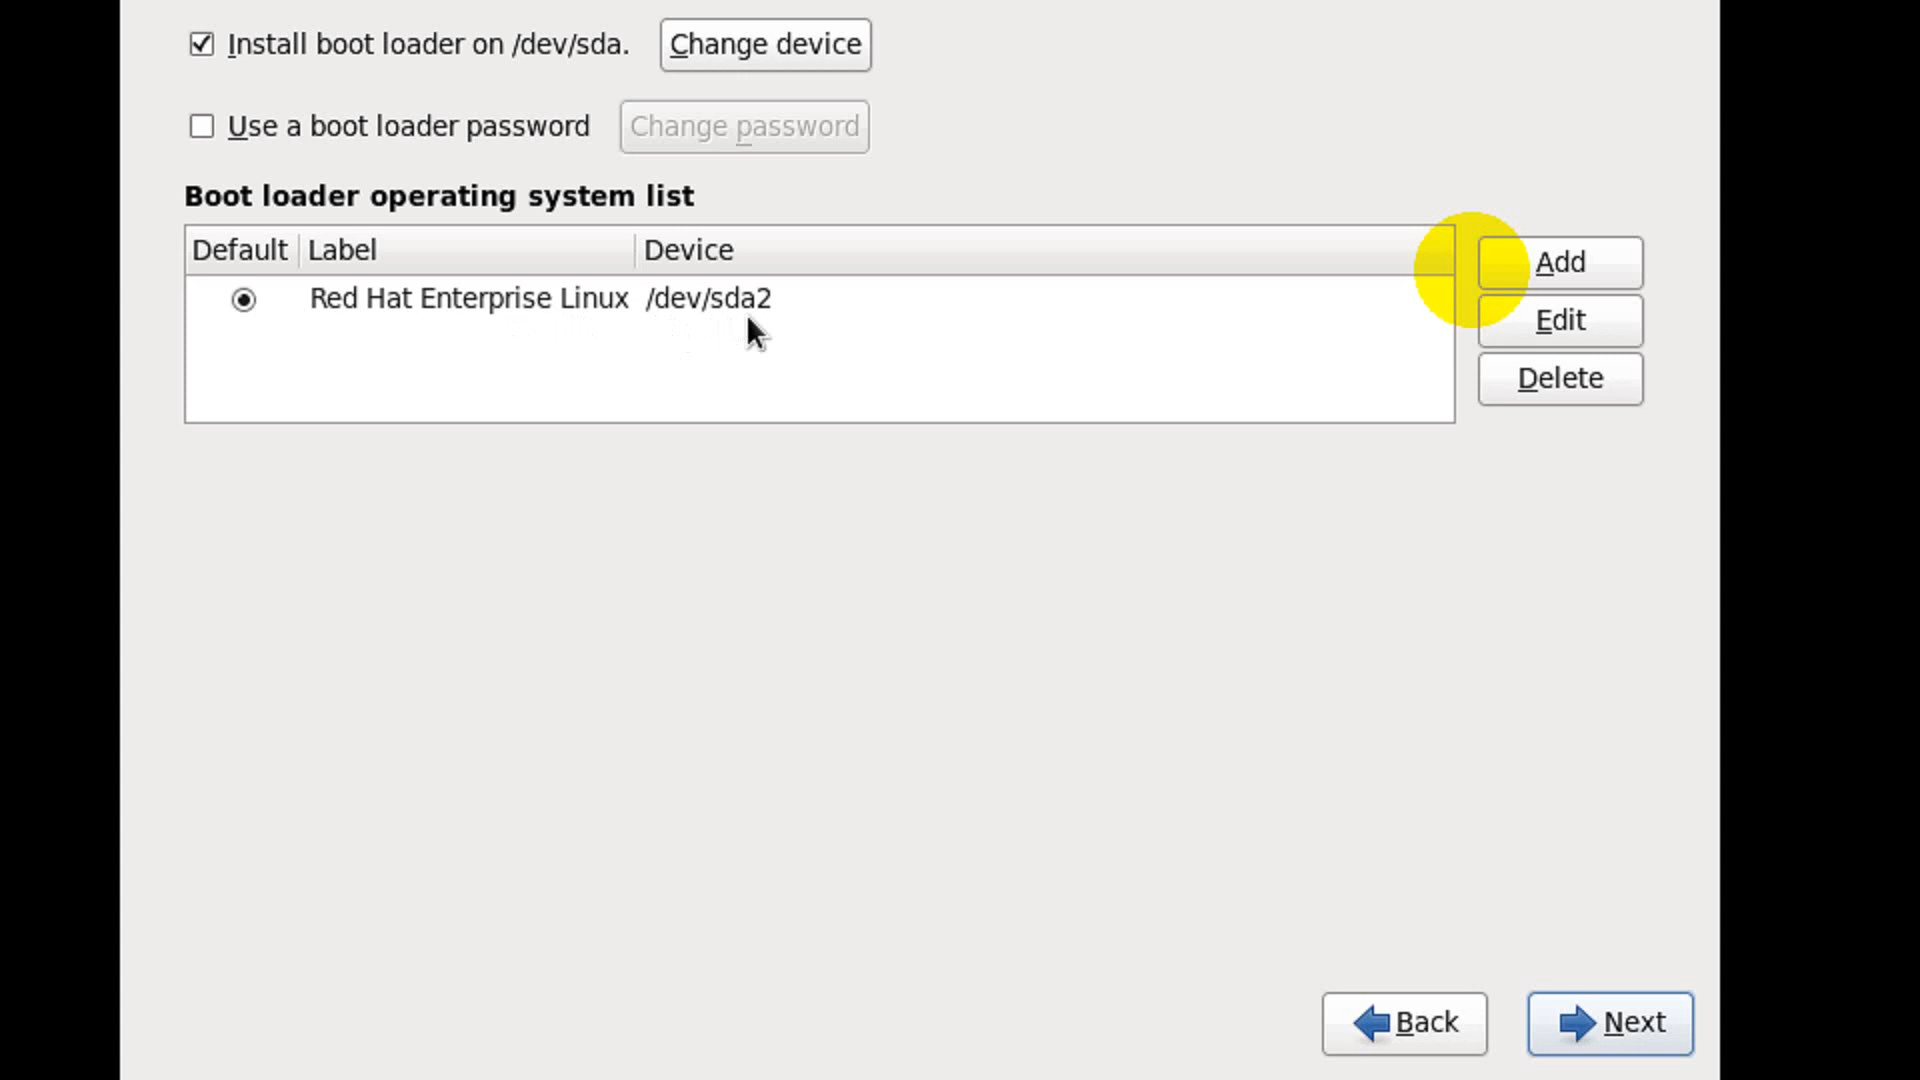 Install boot loader on /dev/sda. Change device
Use a boot loader password Change password
Boot loader operating system list
Default Label Device
Red Hat Enterprise Linux /dev/sda2
Add
Edit
Delete
Back Next